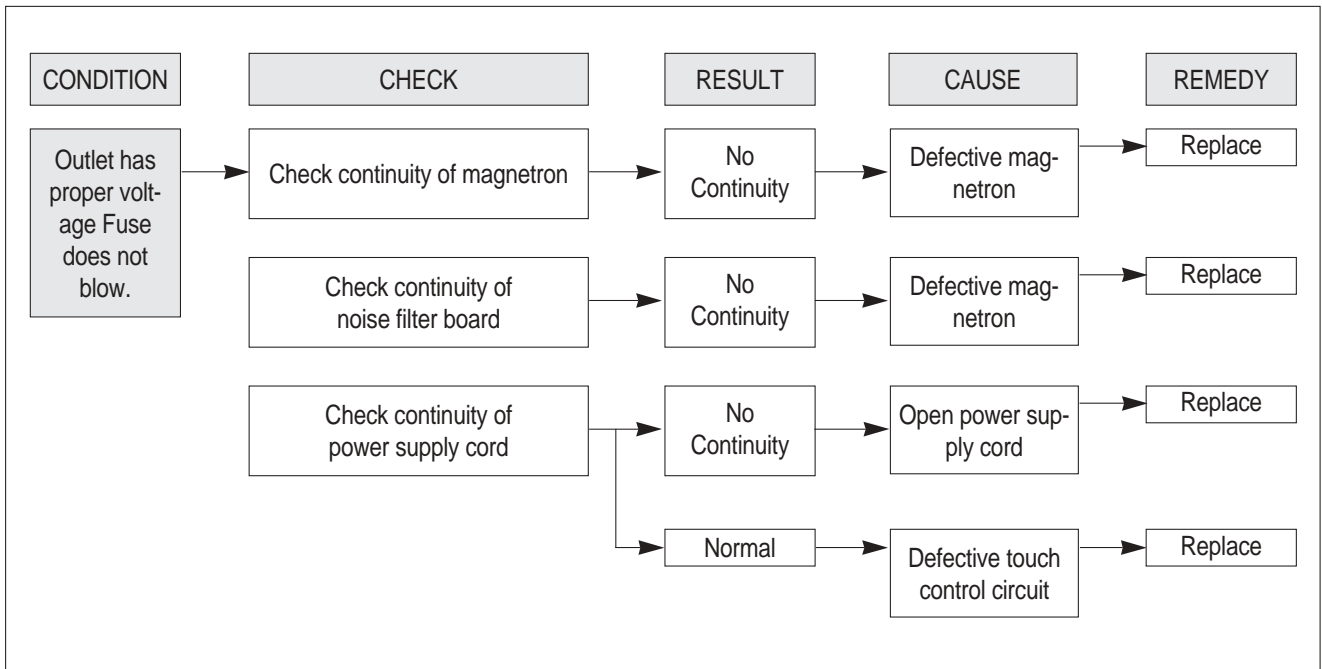 CONDITION
CHECK
RESULT
CAUSE
REMEDY
Outlet has
proper volt-
age Fuse
does not
blow.
Check continuity of magnetron
No
Continuity
Defective mag-
netron
Replace
Check continuity of
noise filter board
No
Continuity
Defective mag-
netron
Replace
Check continuity of
power supply cord
No
Continuity
Open power sup-
ply cord
Replace
Normal
Defective touch
control circuit
Replace